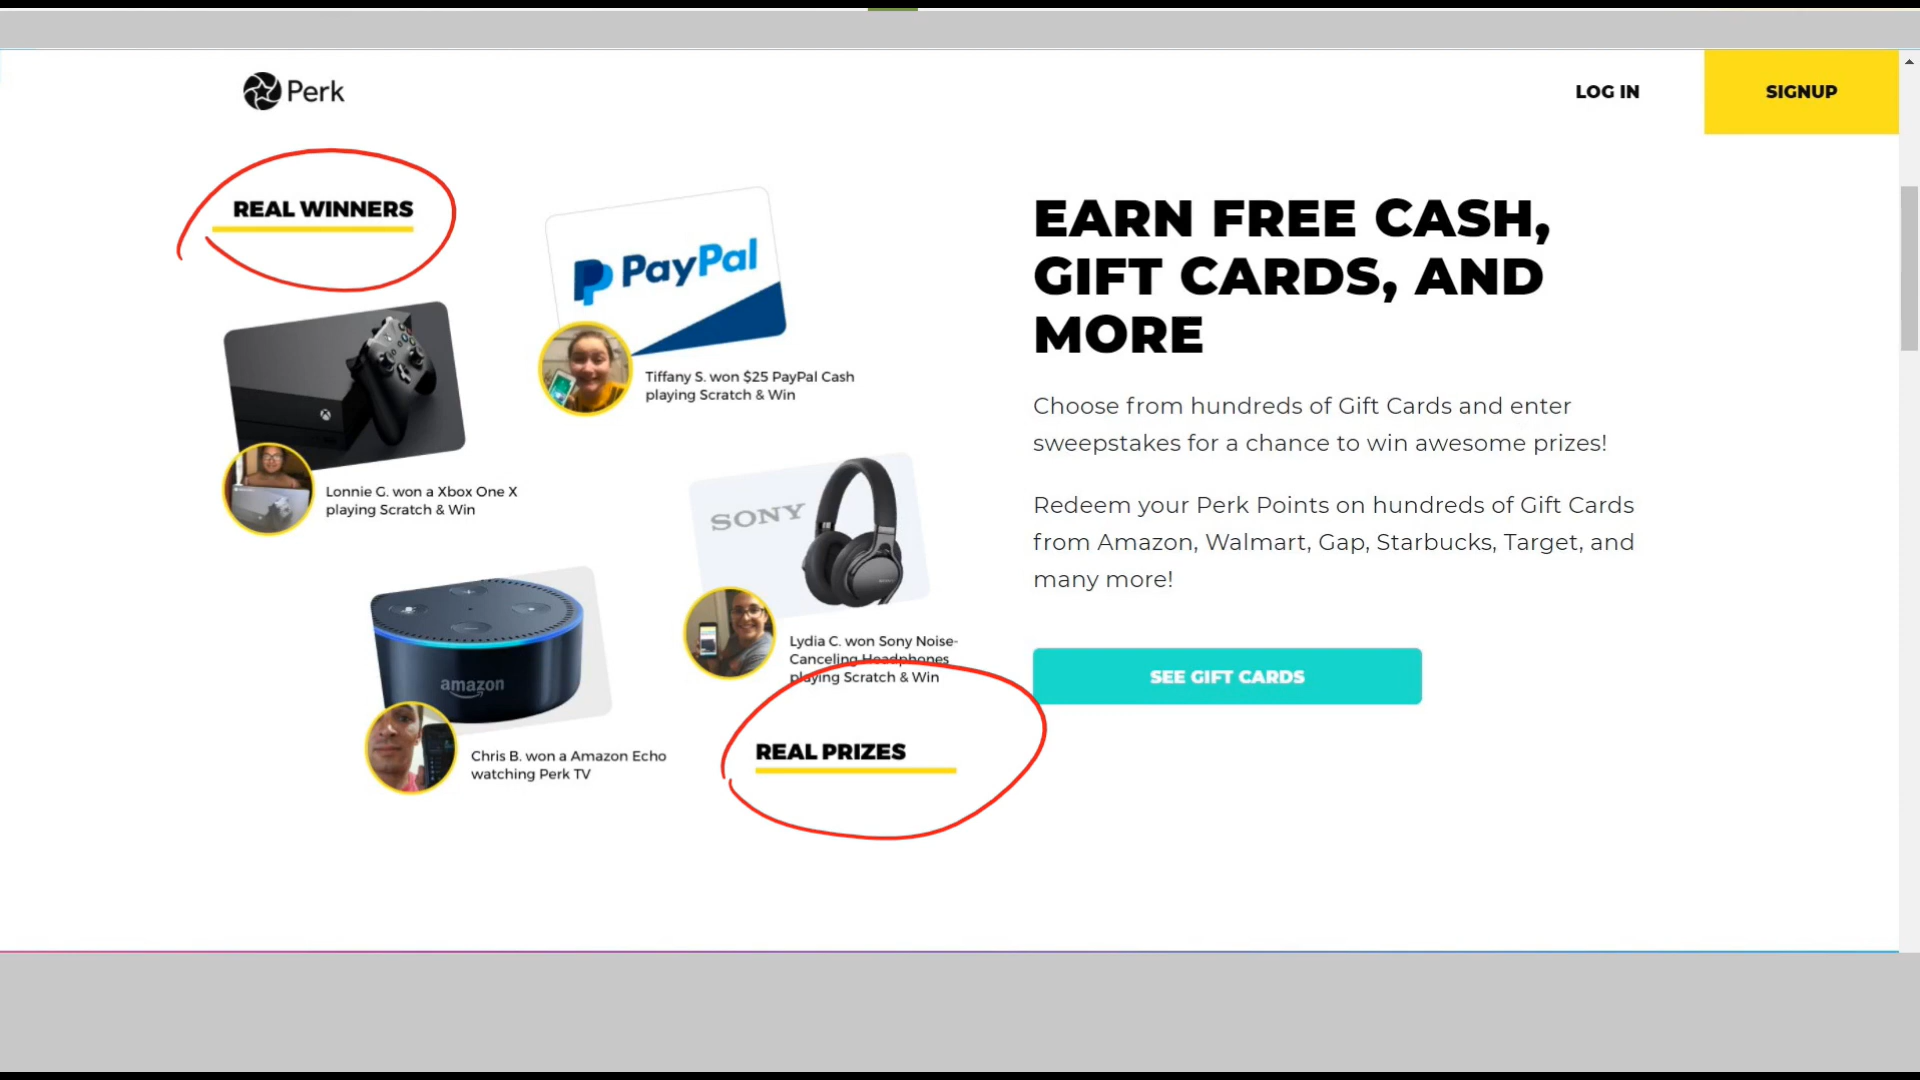 Perk
LOG IN
SIGNUP
REAL WINNERS
PayPal
Tiffany S. won $25 PayPal Cash
playing Scratch & Win
Lonnie G. won a Xbox One X
playing Scratch & Win
SONY
Lydia C. won Sony Noise-
Canceling Headphones
playing Scratch & Win
amazon
Chris B. won a Amazon Echo
watching Perk TV
REAL PRIZES
EARN FREE CASH,
GIFT CARDS, AND
MORE
Choose from hundreds of Gift Cards and enter
sweepstakes for a chance to win awesome prizes!
Redeem your Perk Points on hundreds of Gift Cards
from Amazon, Walmart, Gap, Starbucks, Target, and
many more!
SEE GIFT CARDS